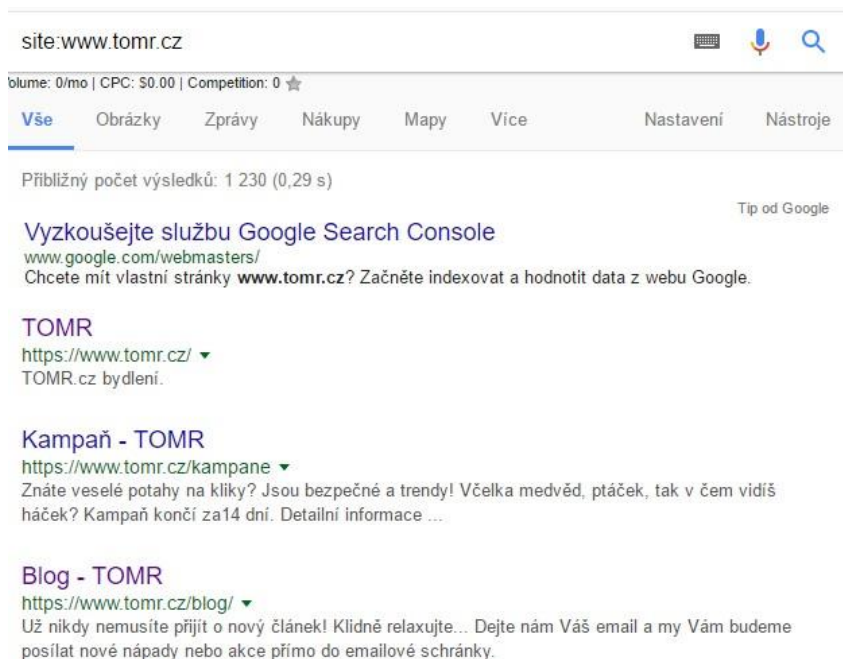 site:www.tomr.cz
olume: 0/mo | CPC: $0.00 | Competition: 0
Vše Obrázky Zprávy Nákupy Mapy Více Nastavení Nástroje
Přibližný počet výsledků: 1 230 (0,29 s)
Tip od Google
Vyzkoušejte službu Google Search Console
www.google.com/webmasters/
Chcete mít vlastní stránky www.tomr.cz? Začněte indexovat a hodnotit data z webu Google.
TOMR
https://www.tomr.cz/
TOMR.cz bydlení.
Kampaň - TOMR
https://www.tomr.cz/kampane
Znáte veselé potahy na kliky? Jsou bezpečné a trendy! Včelka medvěd, ptáček, tak v čem vidíš
háček? Kampaň končí za14 dní. Detailní informace ...
Blog - TOMR
https://www.tomr.cz/blog/
Už nikdy nemusíte přijít o nový článek! Klidně relaxujte... Dejte nám Váš email a my Vám budeme
posílat nové nápady nebo akce přímo do emailové schránky.